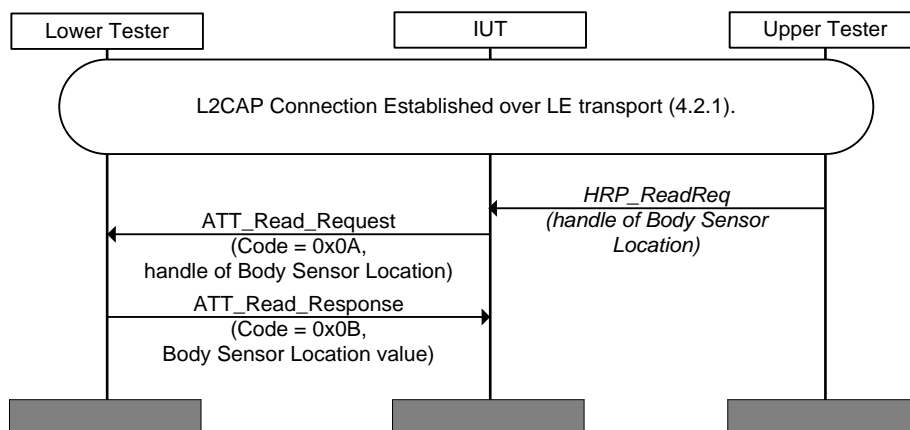 Lower Tester
IUT
Upper Tester
L2CAP Connection Established over LE transport (4.2.1).
HRP_ReadReq
(handle of Body Sensor
Location)
ATT_Read_Request
(Code = 0x0A,
handle of Body Sensor Location)
ATT_Read_Response
(Code = 0x0B,
Body Sensor Location value)